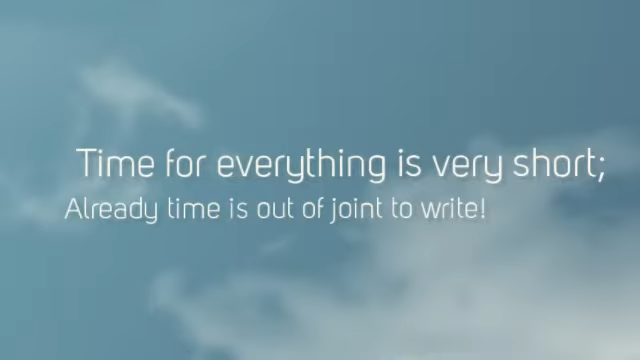 Time for everything is very short;
Already time is out of joint to write!